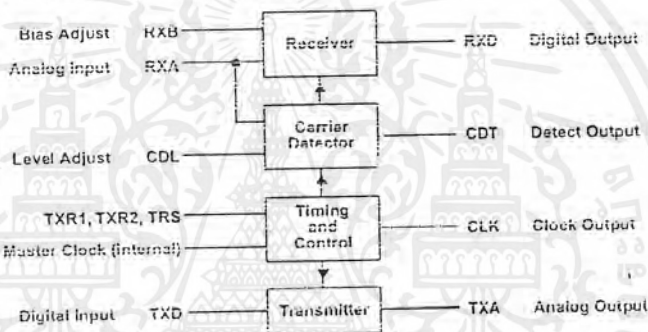 Bias Adjust RXB Receiver RXD Digital Output
Analog Input RXA
Carrier
Detector CDT Detect Output
Level Adjust CDL
TXR1, TXR2, TRS Timing
and CLK Clock Output
Master Clock (internal) Control
Digital Input TXD Transmitter TXA Analog Output